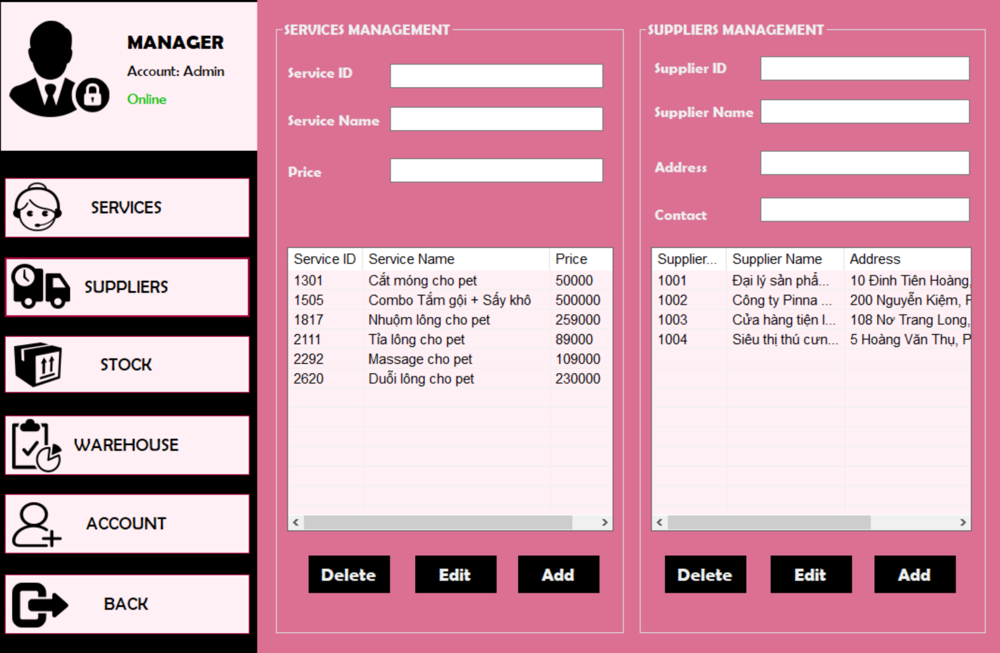 MANAGER
Account: Admin
Online
SERVICES
SUPPLIERS
STOCK
WAREHOUSE
ACCOUNT
BACK
SERVICES MANAGEMENT
Service ID
Service Name
Price
Service ID Service Name Price
1301 Cắt móng cho pet 50000
1505 Combo Tắm gội + Sấy khô 500000
1817 Nhuộm lông cho pet 259000
2111 Tỉa lông cho pet 89000
2292 Massage cho pet 109000
2620 Duỗi lông cho pet 230000
Delete Edit Add
SUPPLIERS MANAGEMENT
Supplier ID
Supplier Name
Address
Contact
Supplier... Supplier Name Address
1001 Đại lý sản phẩ... 10 Đinh Tiên Hoàng,
1002 Công ty Pinna ... 200 Nguyễn Kiệm, P
1003 Cửa hàng tiện l... 108 Nơ Trang Long,
1004 Siêu thị thú cưn... 5 Hoàng Văn Thụ, P
Delete Edit Add